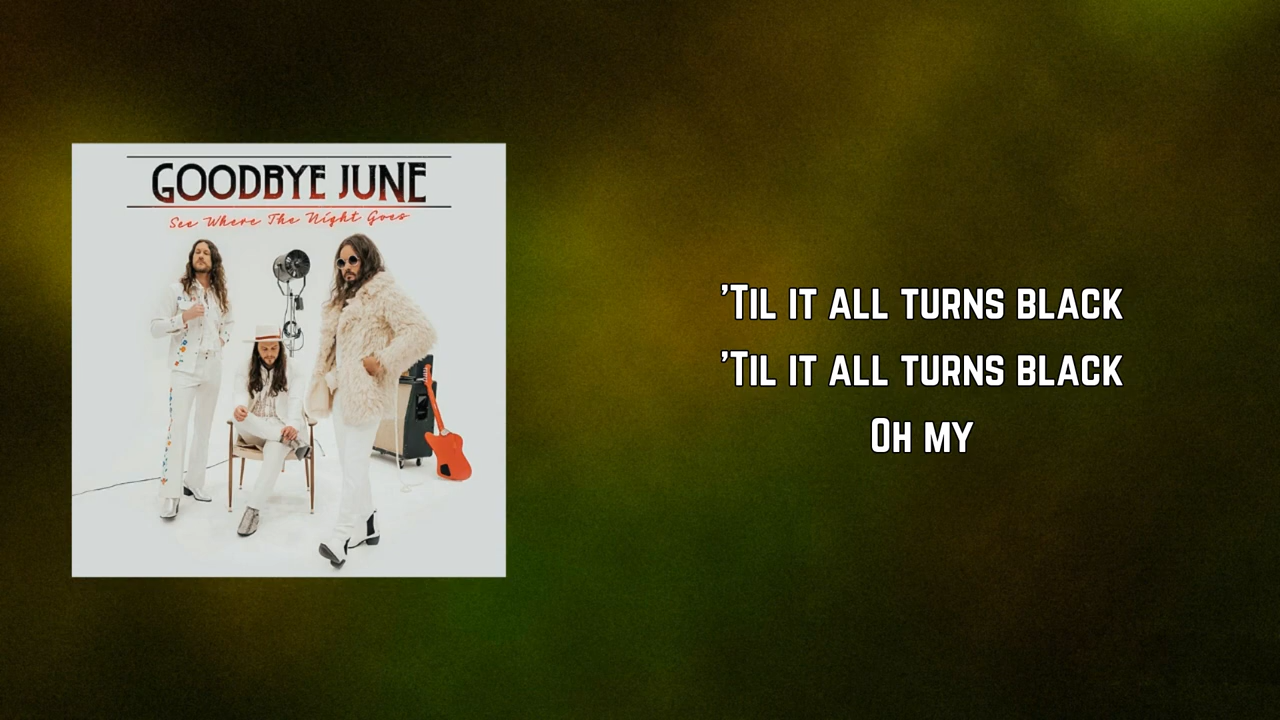 GOODBYE JUNE
See Where The Night Goes
'Til it all turns black
'Til it all turns black
Oh my